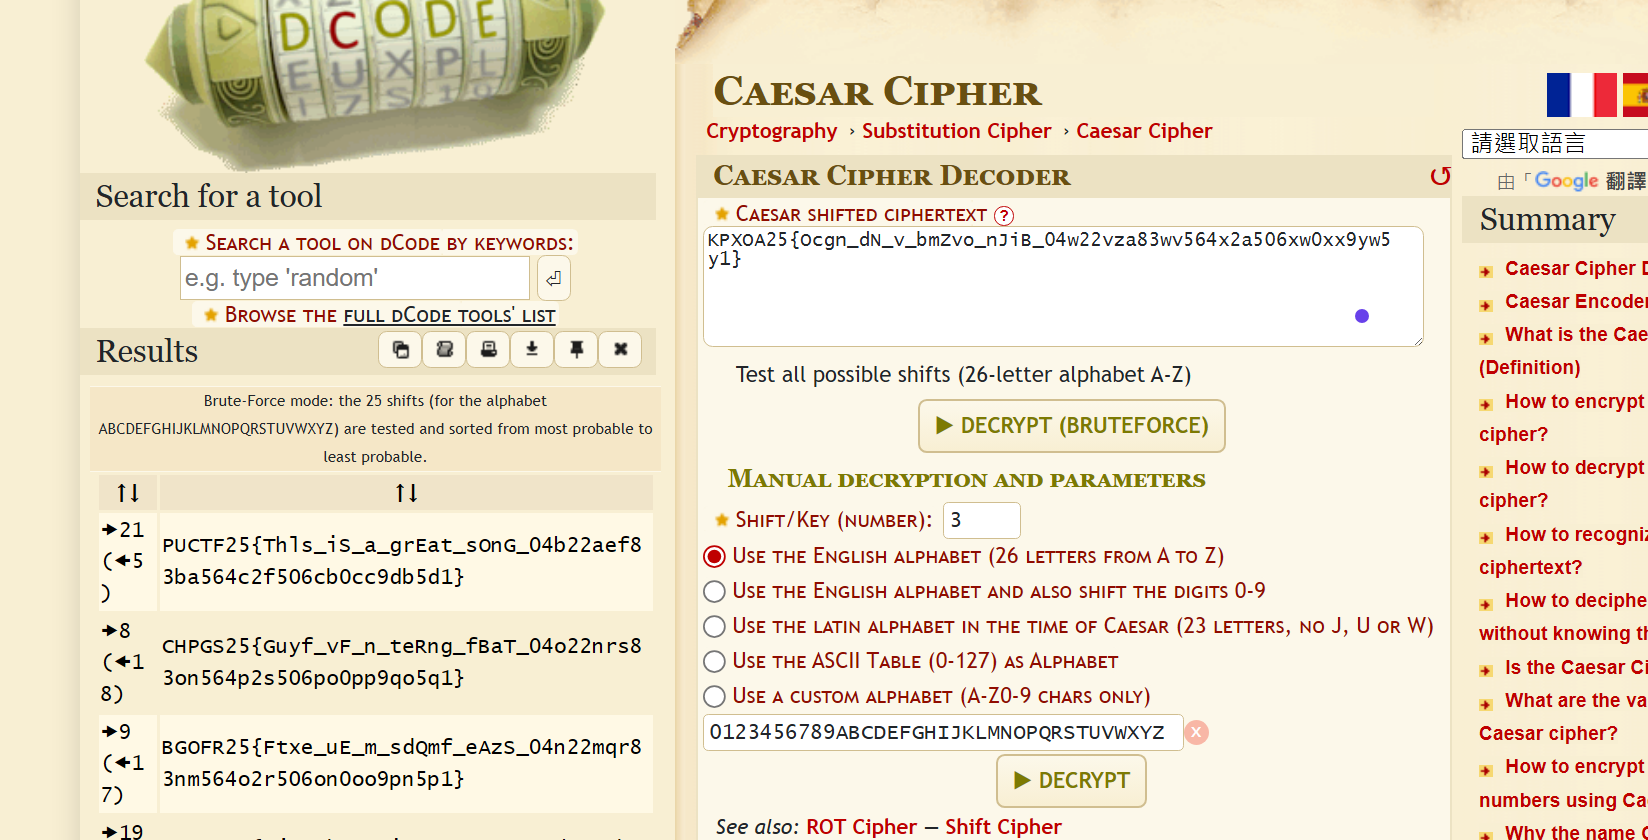 DCODE
EUXPL
Search for a tool
★ Search a tool on dCode by keywords:
e.g. type 'random'
★ Browse the full dCode tools' list
Results
Brute-Force mode: the 25 shifts (for the alphabet
ABCDEFGHIJKLMNOPQRSTUVWXYZ) are tested and sorted from most probable to
least probable.
↑↓ ↑↓
➔21 (🡄5) PUCTF25{Thls_iS_a_grEat_sOnG_04b22aef8
3ba564c2f506cb0cc9db5d1}
➔8 (🡄18) CHPGS25{Guyf_vF_n_teRng_fBaT_04o22nrs8
3on564p2s506po0pp9qo5q1}
➔9 (🡄17) BGOFR25{Ftxe_uE_m_sdQmf_eAzS_04n22mqr8
3nm564o2r506on0oo9pn5p1}
➔19
Caesar Cipher
Cryptography › Substitution Cipher › Caesar Cipher
Caesar Cipher Decoder
★ Caesar shifted ciphertext ?
KPXOA25{Ocgn_dN_v_bmZvo_nJiB_04w22vza83wv564x2a506xw0xx9yw5
y1}
Test all possible shifts (26-letter alphabet A-Z)
▶ DECRYPT (BRUTEFORCE)
Manual decryption and parameters
★ Shift/Key (number): 3
Use the English alphabet (26 letters from A to Z)
Use the English alphabet and also shift the digits 0-9
Use the latin alphabet in the time of Caesar (23 letters, no J, U or W)
Use the ASCII Table (0-127) as Alphabet
Use a custom alphabet (A-Z0-9 chars only)
0123456789ABCDEFGHIJKLMNOPQRSTUVWXYZ X
▶ DECRYPT
See also: ROT Cipher — Shift Cipher
請選取語言
由「Google 翻譯
Summary
Caesar Cipher D
Caesar Encoder
What is the Cae
(Definition)
How to encrypt
cipher?
How to decrypt
cipher?
How to recogniz
ciphertext?
How to deciphe
without knowing th
Is the Caesar Ci
What are the va
Caesar cipher?
How to encrypt
numbers using Cae
Why the name C